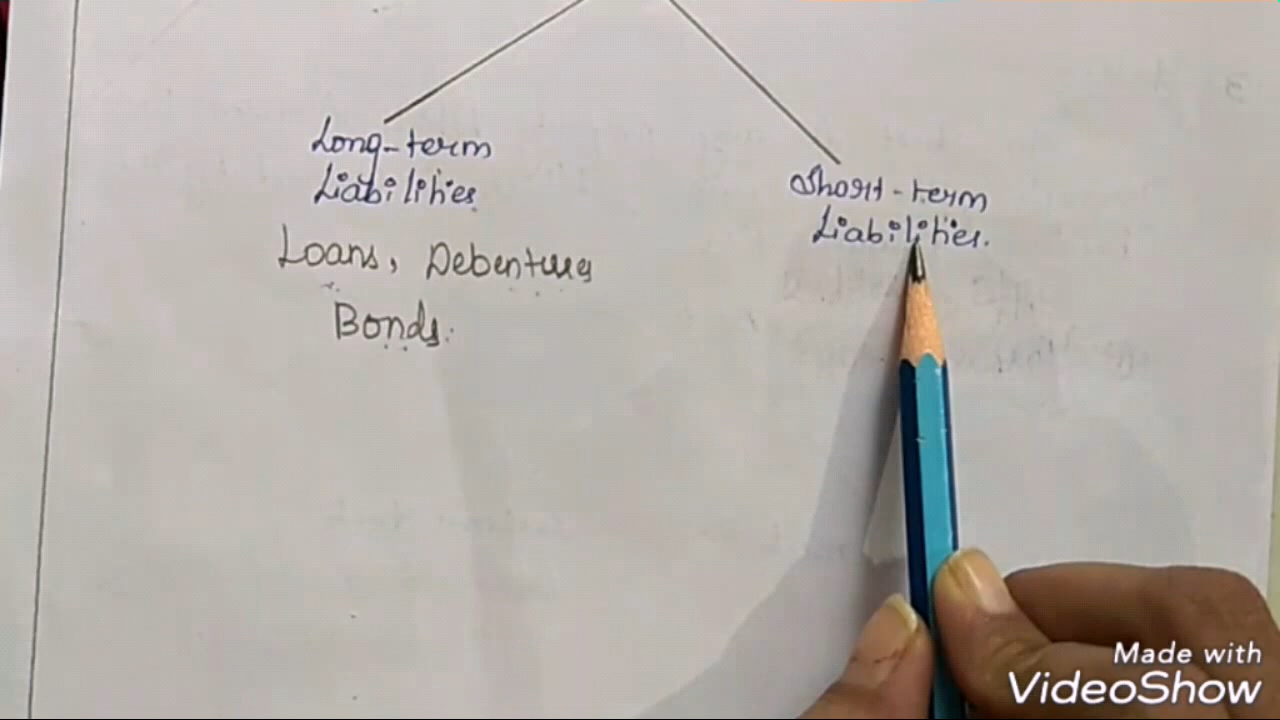 Long-term
Liabilities
Loans, Debentures
Bonds.
Short-term
Liabilities.
Made with
VideoShow